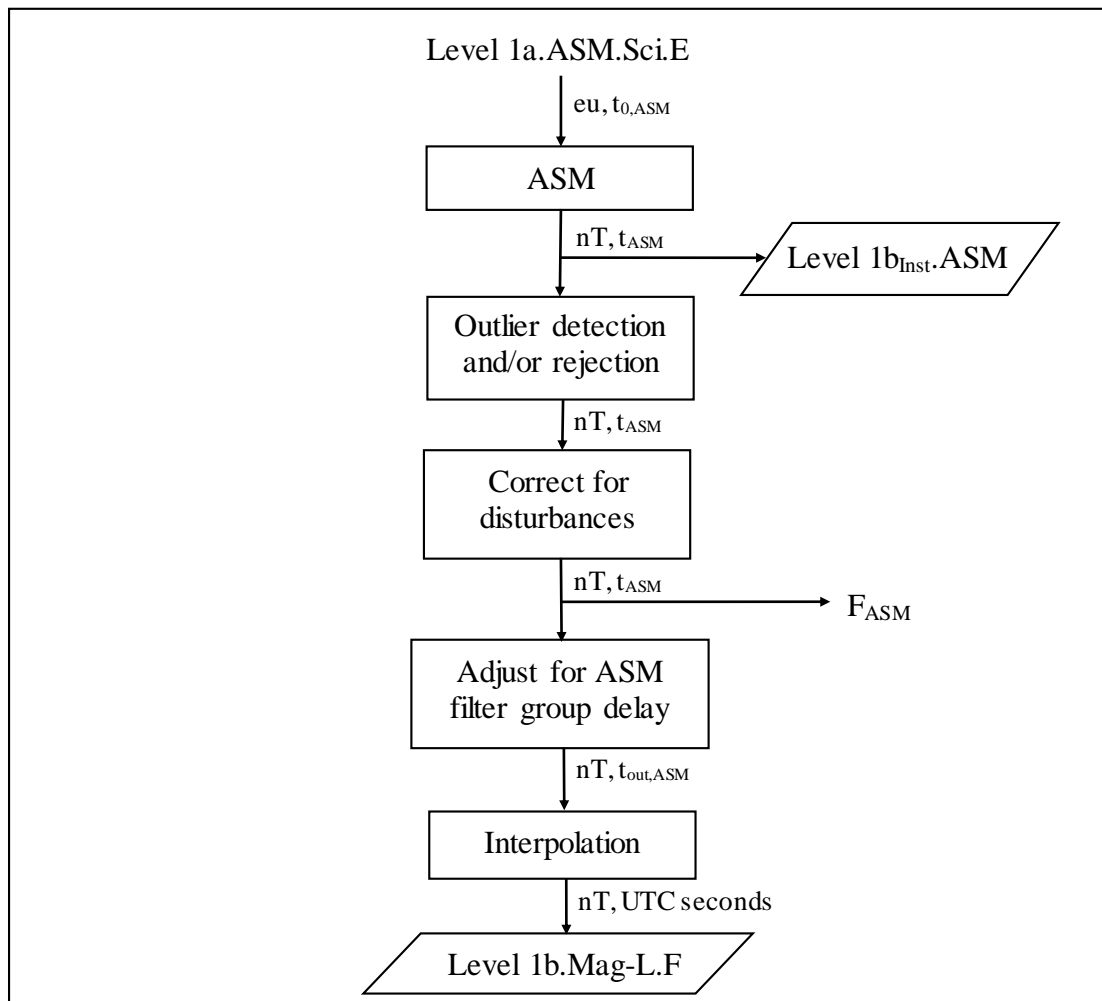 Level 1a.ASM.Sci.E
eu, t0,ASM
ASM
nT, tASM
Level 1bInst.ASM
Outlier detection
and/or rejection
nT, tASM
Correct for
disturbances
nT, tASM
FASM
Adjust for ASM
filter group delay
nT, tout,ASM
Interpolation
nT, UTC seconds
Level 1b.Mag-L.F